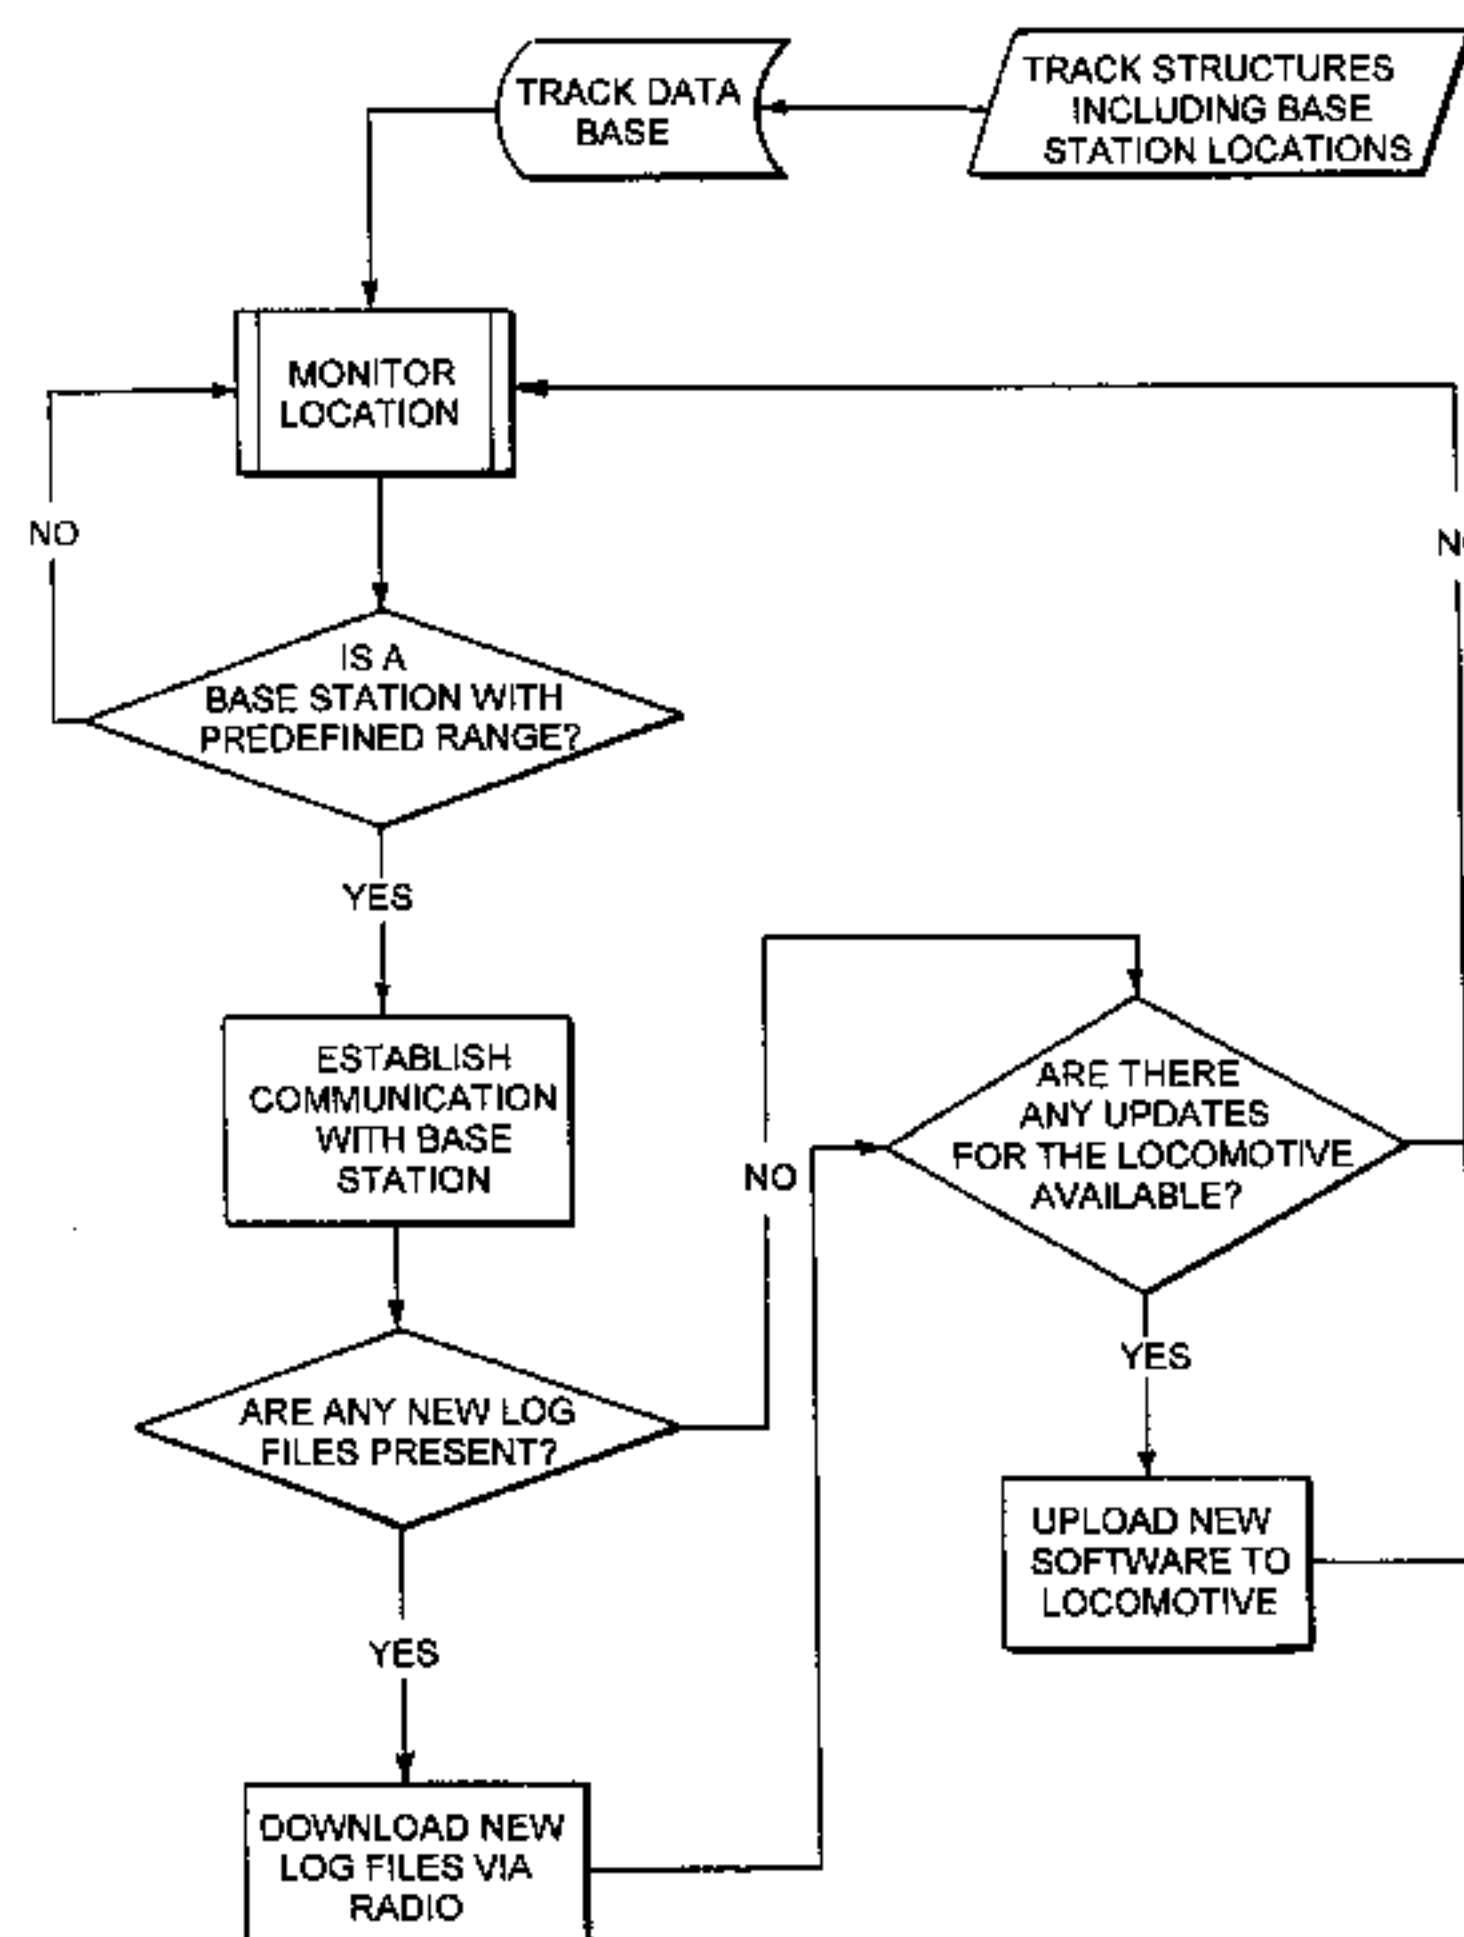 TRACK DATA
BASE
TRACK STRUCTURES
INCLUDING BASE
STATION LOCATIONS
MONITOR
LOCATION
NO
IS A
BASE STATION WITH
PREDEFINED RANGE?
YES
ESTABLISH
COMMUNICATION
WITH BASE
STATION
ARE ANY NEW LOG
FILES PRESENT?
YES
DOWNLOAD NEW
LOG FILES VIA
RADIO
NO
ARE THERE
ANY UPDATES
FOR THE LOCOMOTIVE
AVAILABLE?
YES
UPLOAD NEW
SOFTWARE TO
LOCOMOTIVE